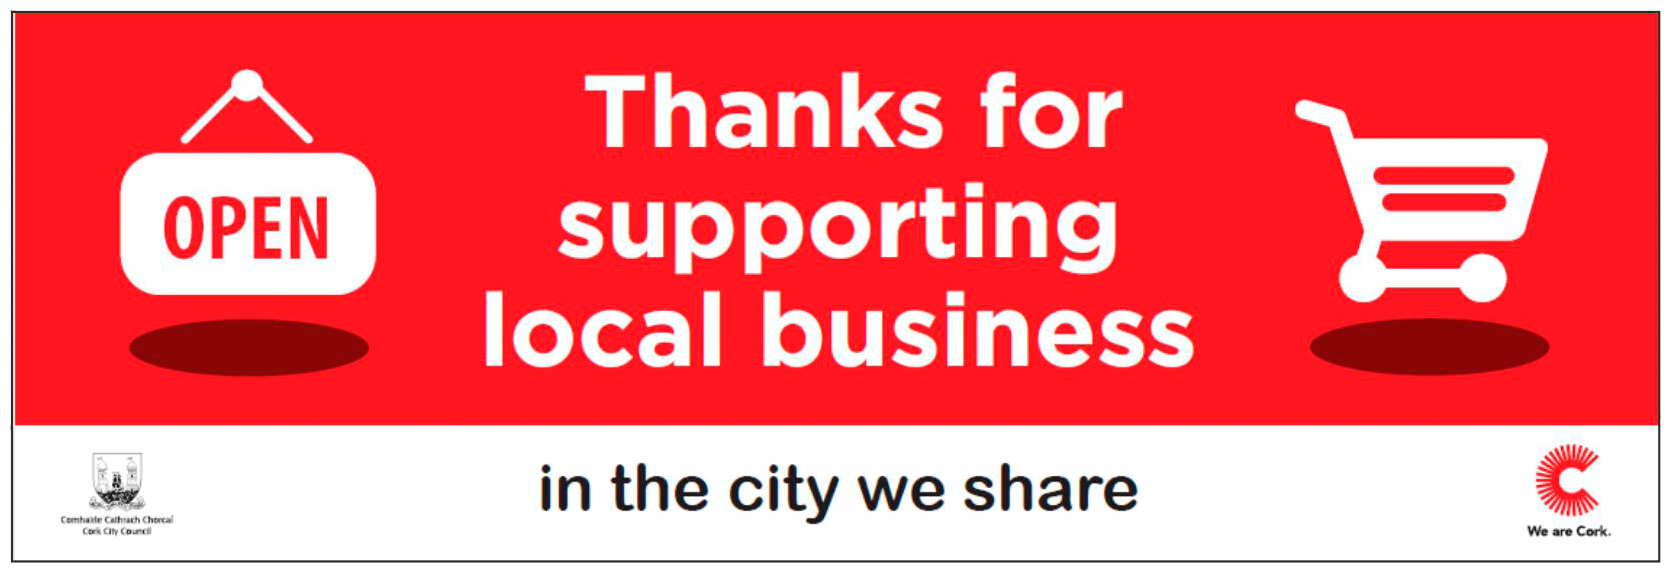 OPEN
Thanks for
supporting
local business
in the city we share
Comhairle Cathrach Chorcaí
Cork City Council
We are Cork.